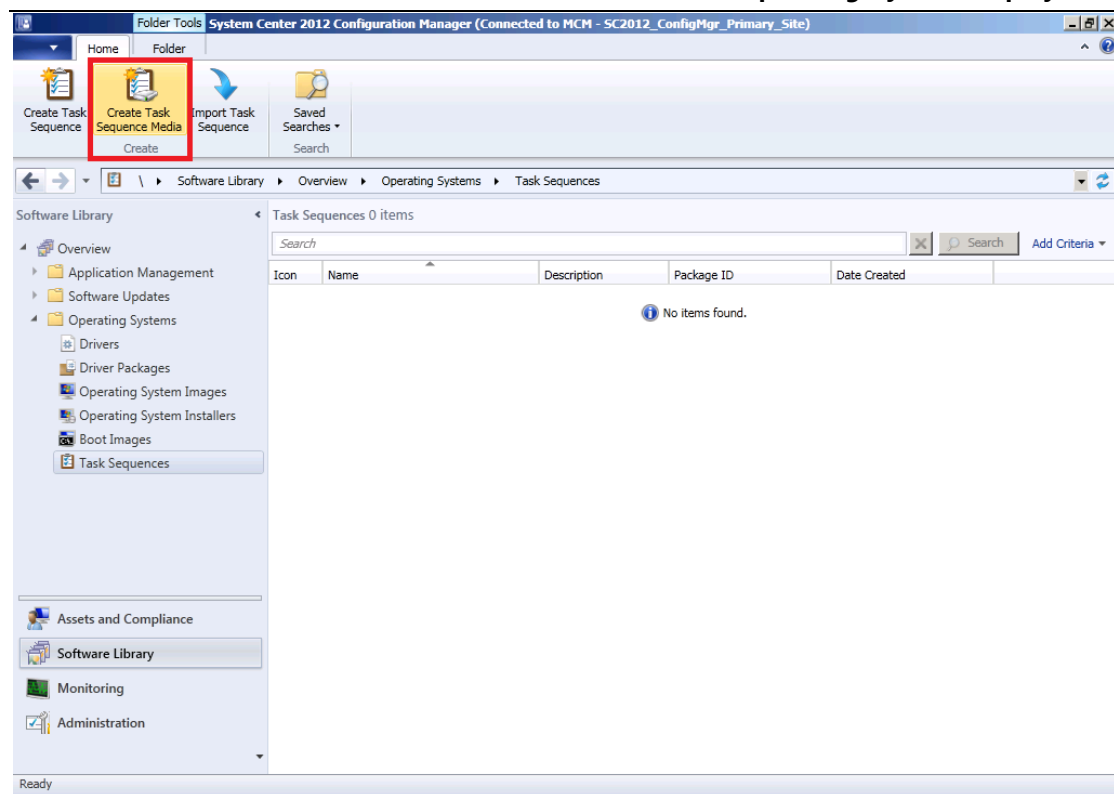 Folder Tools System Center 2012 Configuration Manager (Connected to MCM - SC2012_ConfigMgr_Primary_Site)
Home Folder
Create Task Sequence
Create Task Sequence Media
Import Task Sequence
Saved Searches
Create Search
\ Software Library Overview Operating Systems Task Sequences
Software Library
Task Sequences 0 items
Search
Search Add Criteria
Overview
Application Management
Software Updates
Operating Systems
Drivers
Driver Packages
Operating System Images
Operating System Installers
Boot Images
Task Sequences
Icon Name Description Package ID Date Created
No items found.
Assets and Compliance
Software Library
Monitoring
Administration
Ready